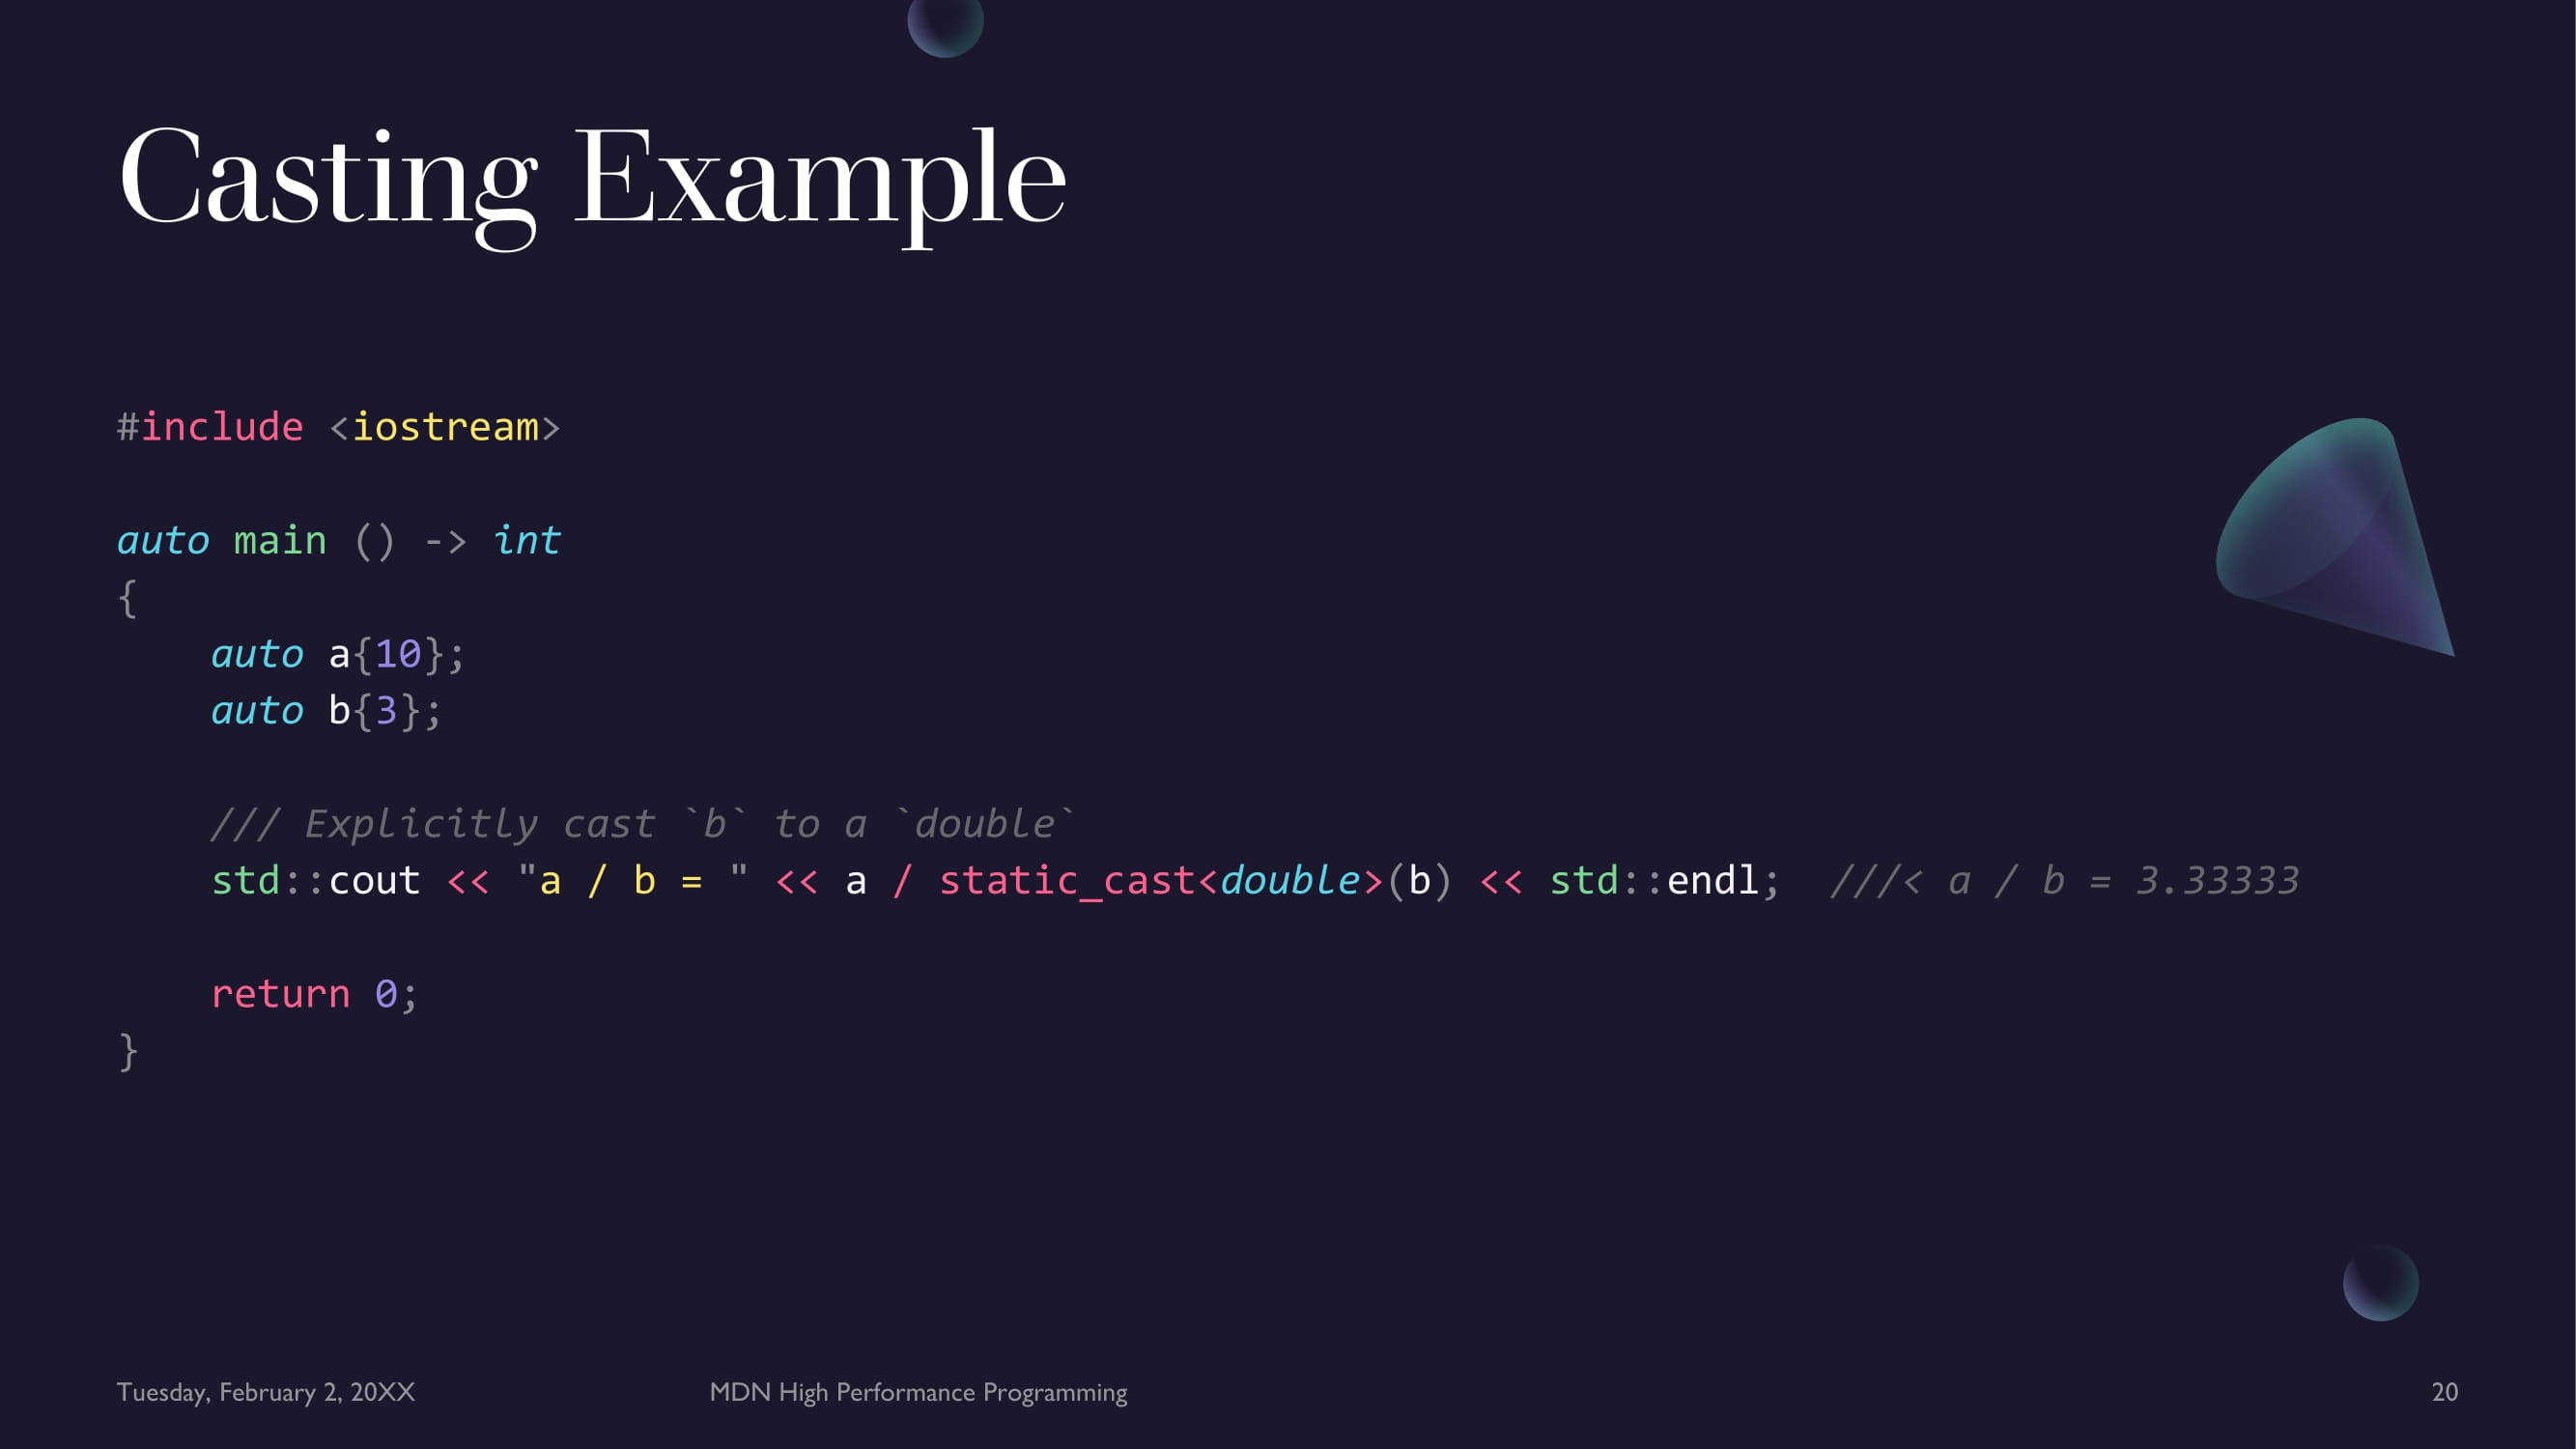 Casting Example
#include <iostream>
auto main () -> int
{
    auto a{10};
    auto b{3};
    /// Explicitly cast `b` to a `double`
    std::cout << "a / b = " << a / static_cast<double>(b) << std::endl;  ///< a / b = 3.33333
    return 0;
}
Tuesday, February 2, 20XX
MDN High Performance Programming
20